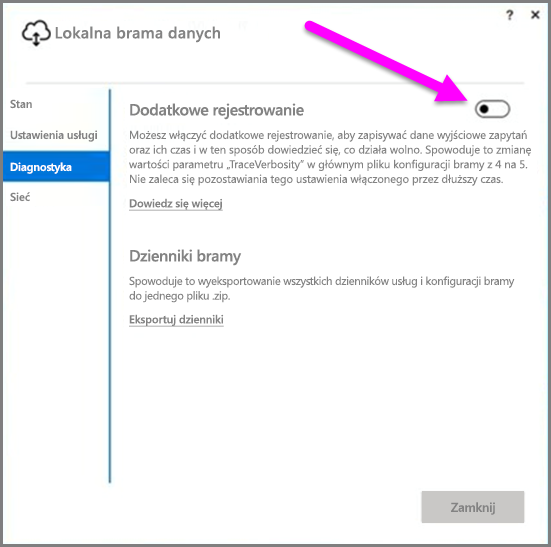 ? ×
Lokalna brama danych
Stan
Ustawienia usługi
Diagnostyka
Sieć
Dodatkowe rejestrowanie
Możesz włączyć dodatkowe rejestrowanie, aby zapisywać dane wyjściowe zapytań
oraz ich czas i w ten sposób dowiedzieć się, co działa wolno. Spowoduje to zmianę
wartości parametru „TraceVerbosity” w głównym pliku konfiguracji bramy z 4 na 5.
Nie zaleca się pozostawiania tego ustawienia włączonego przez dłuższy czas.
Dowiedz się więcej
Dzienniki bramy
Spowoduje to wyeksportowanie wszystkich dzienników usług i konfiguracji bramy
do jednego pliku .zip.
Eksportuj dzienniki
Zamknij